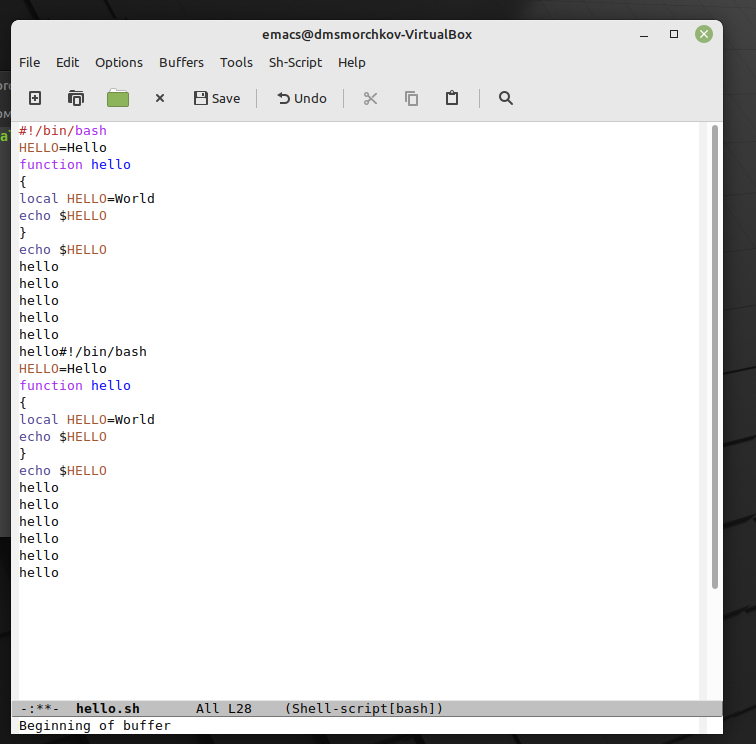 emacs@dmsmorchkov-VirtualBox
File Edit Options Buffers Tools Sh-Script Help
Save Undo
#!/bin/bash
HELLO=Hello
function hello
{
local HELLO=World
echo $HELLO
}
echo $HELLO
hello
hello
hello
hello
hello
hello#!/bin/bash
HELLO=Hello
function hello
{
local HELLO=World
echo $HELLO
}
echo $HELLO
hello
hello
hello
hello
hello
hello
-:**- hello.sh All L28 (Shell-script[bash])
Beginning of buffer